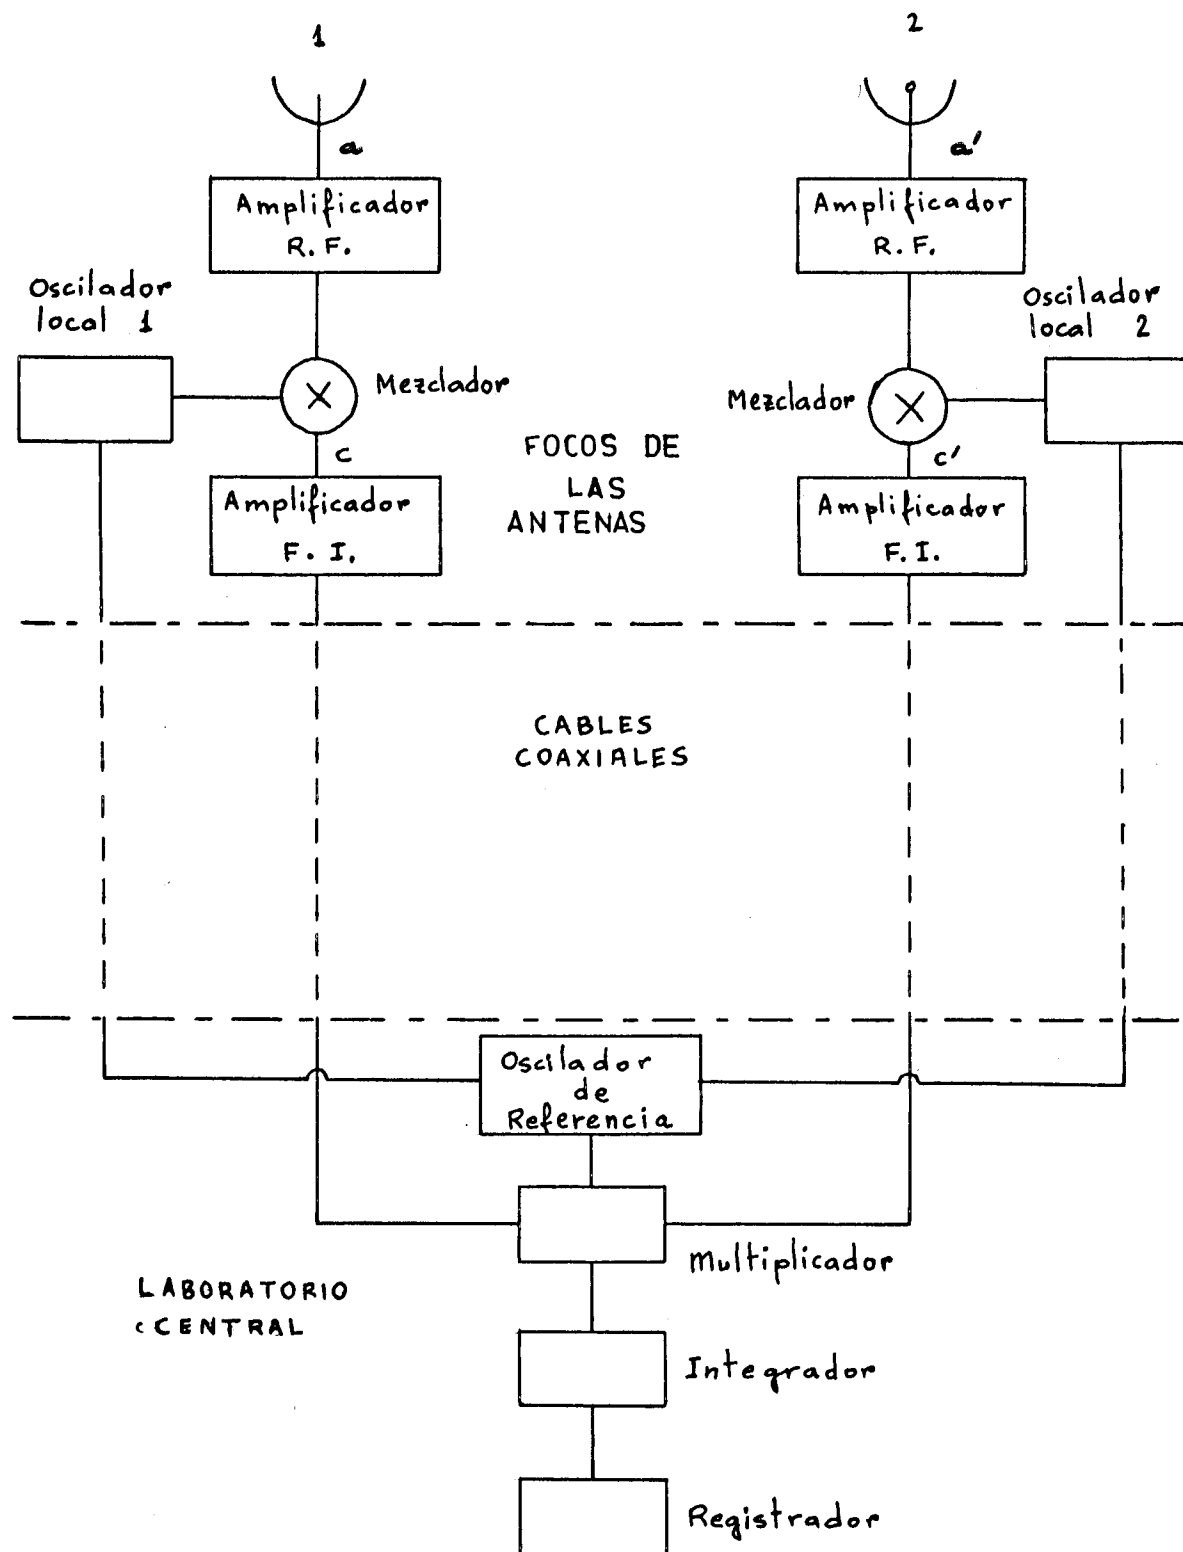 1
2
a
a'
Amplificador
R. F.
Amplificador
R. F.
Oscilador
local 1
Oscilador
local 2
Mezclador
Mezclador
X
X
c
c'
FOCOS DE
LAS
ANTENAS
Amplificador
F. I.
Amplificador
F. I.
CABLES
COAXIALES
Oscilador
de
Referencia
Multiplicador
LABORATORIO
CENTRAL
Integrador
Registrador